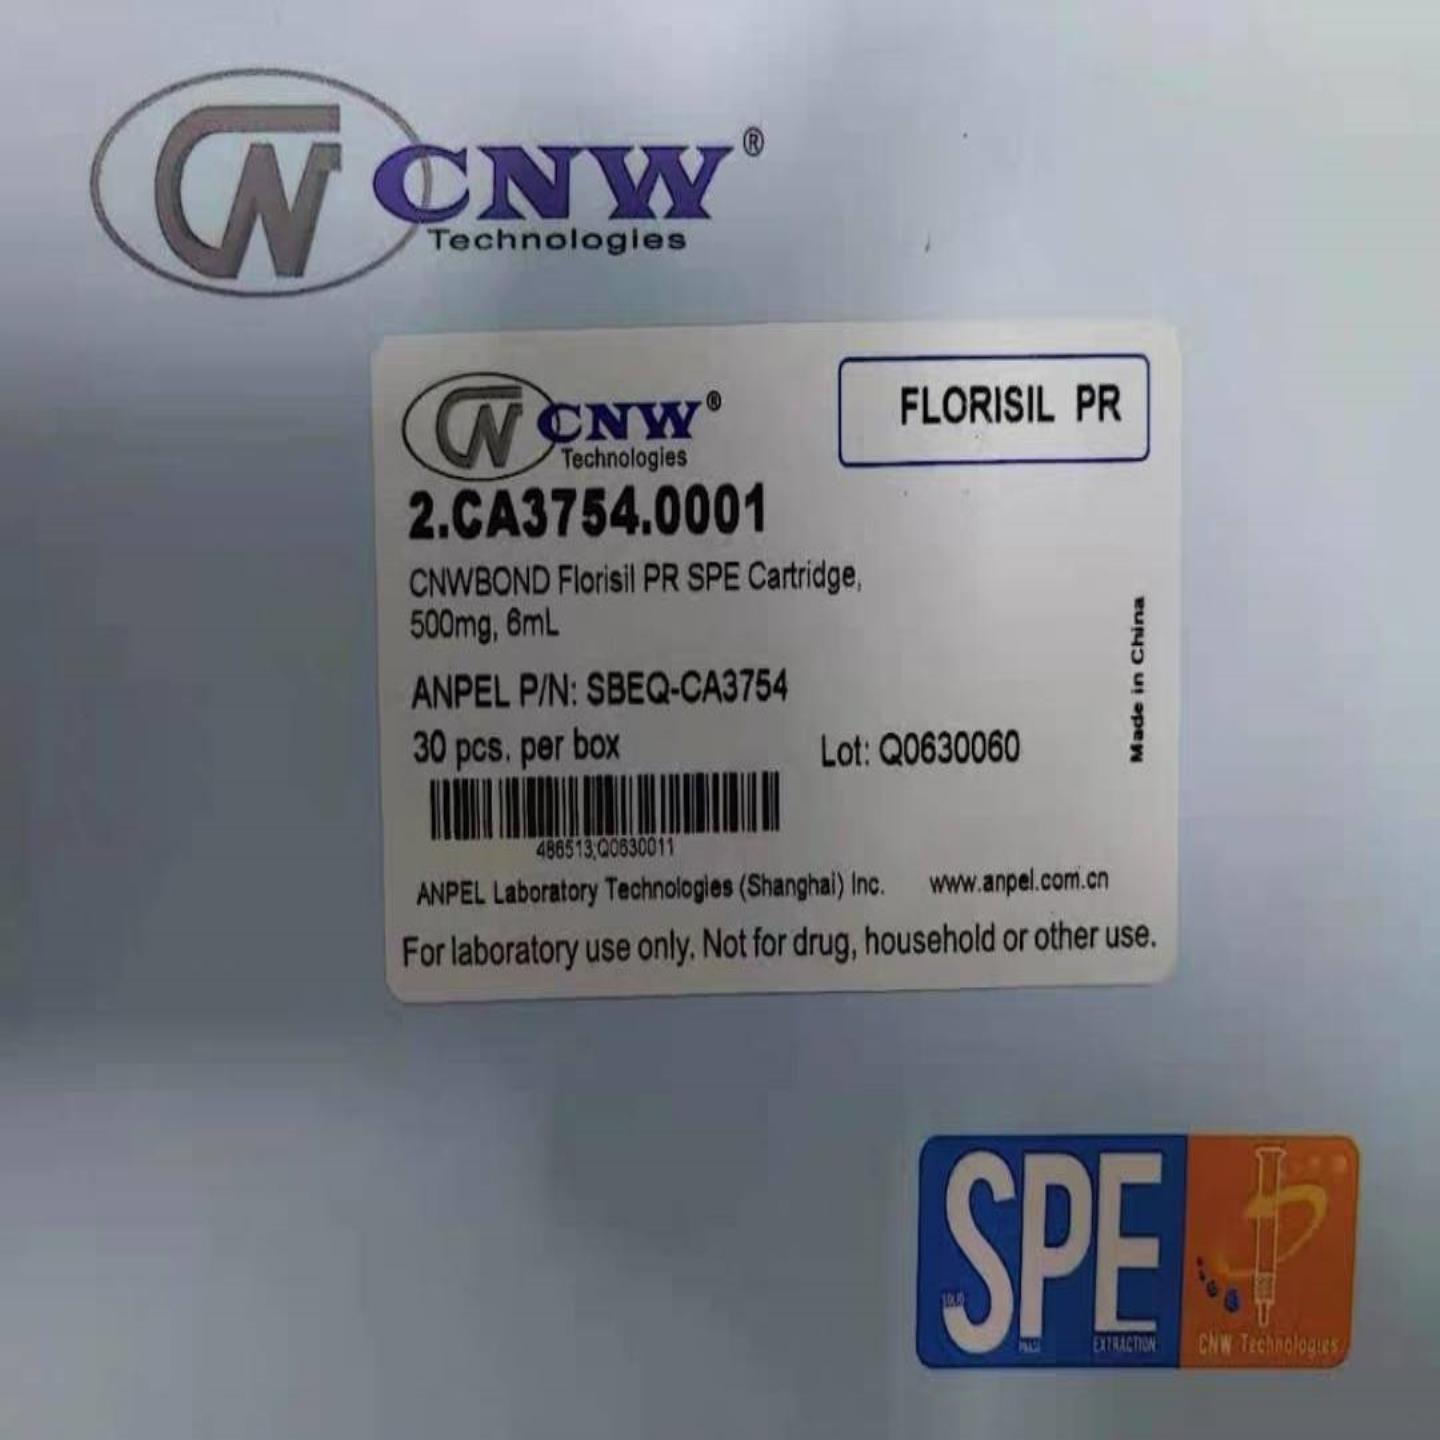 CNW®
Technologies
CNW®
Technologies
FLORISIL PR
2.CA3754.0001
CNWBOND Florisil PR SPE Cartridge,
500mg, 6mL
ANPEL P/N: SBEQ-CA3754
30 pcs. per box
Lot: Q0630060
Made in China
486513;Q0630011
ANPEL Laboratory Technologies (Shanghai) Inc.
www.anpel.com.cn
For laboratory use only. Not for drug, household or other use.
SPE
SOLID
PHASE
EXTRACTION
CNW Technologies